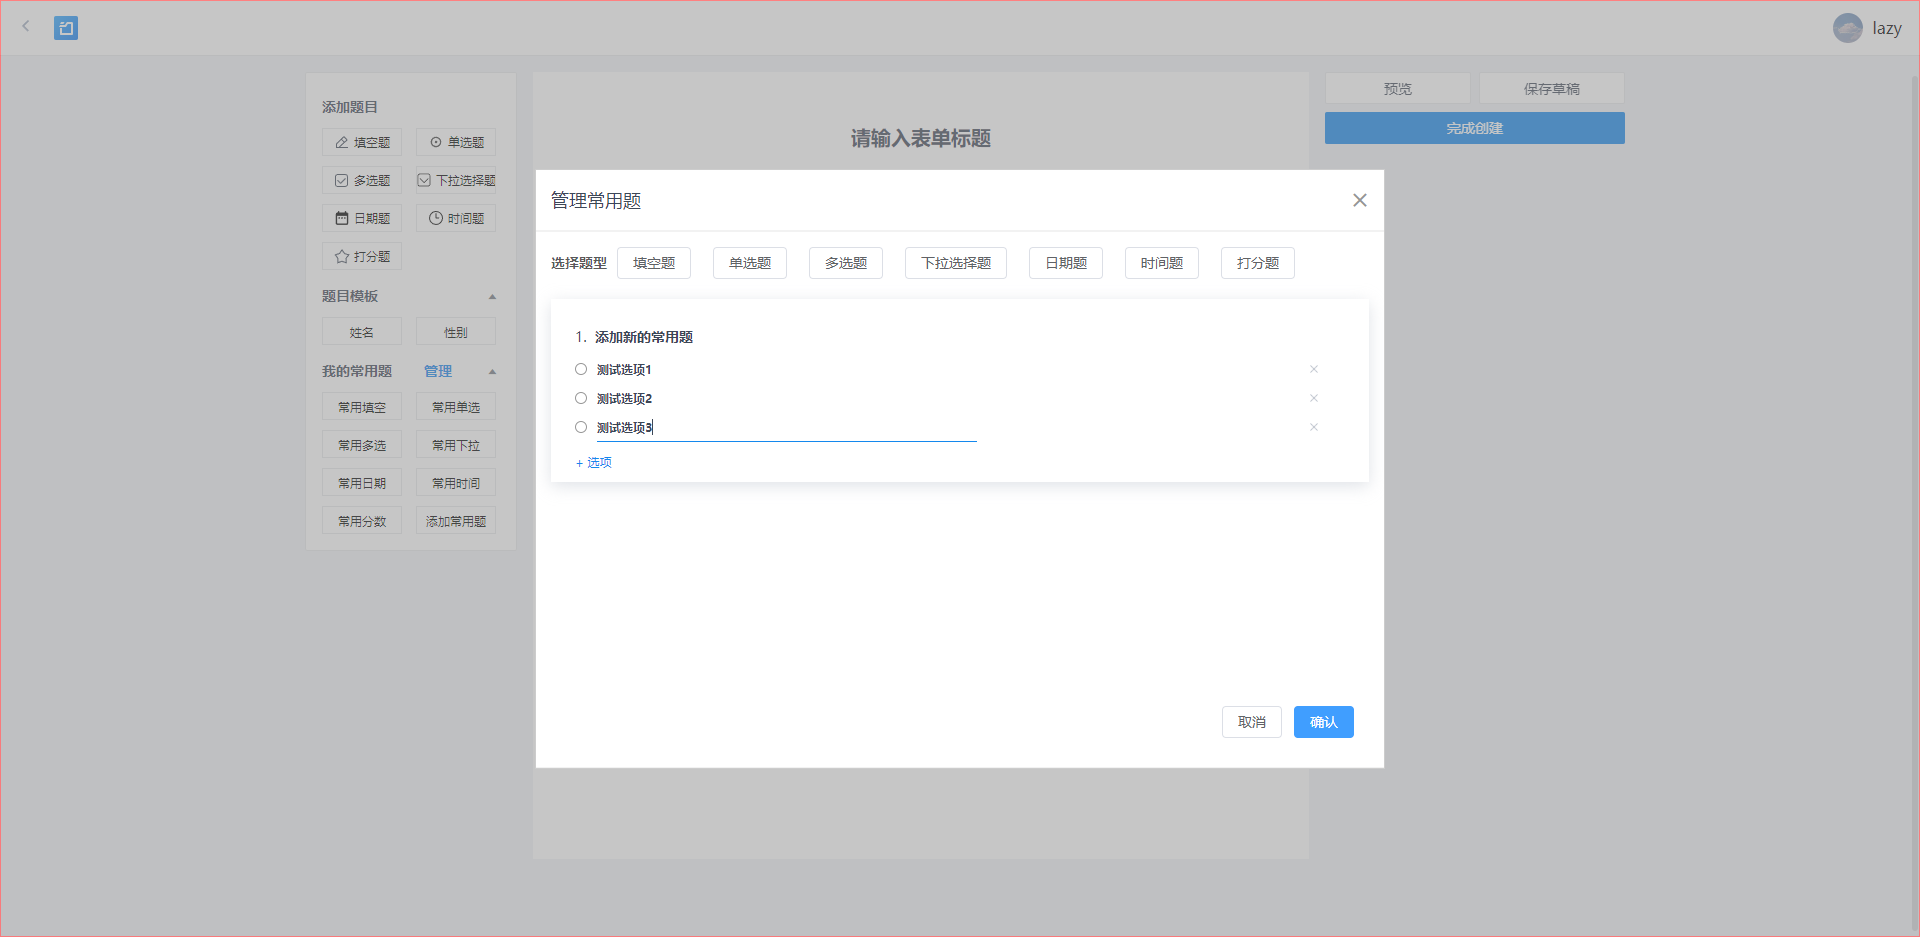 lazy
添加题目
填空题 单选题
多选题 下拉选择题
日期题 时间题
打分题
题目模板
姓名 性别
我的常用题 管理
常用填空 常用单选
常用多选 常用下拉
常用日期 常用时间
常用分数 添加常用题
请输入表单标题
预览 保存草稿
完成创建
管理常用题
选择题型 填空题 单选题 多选题 下拉选择题 日期题 时间题 打分题
1. 添加新的常用题
测试选项1
测试选项2
测试选项3
+ 选项
取消 确认